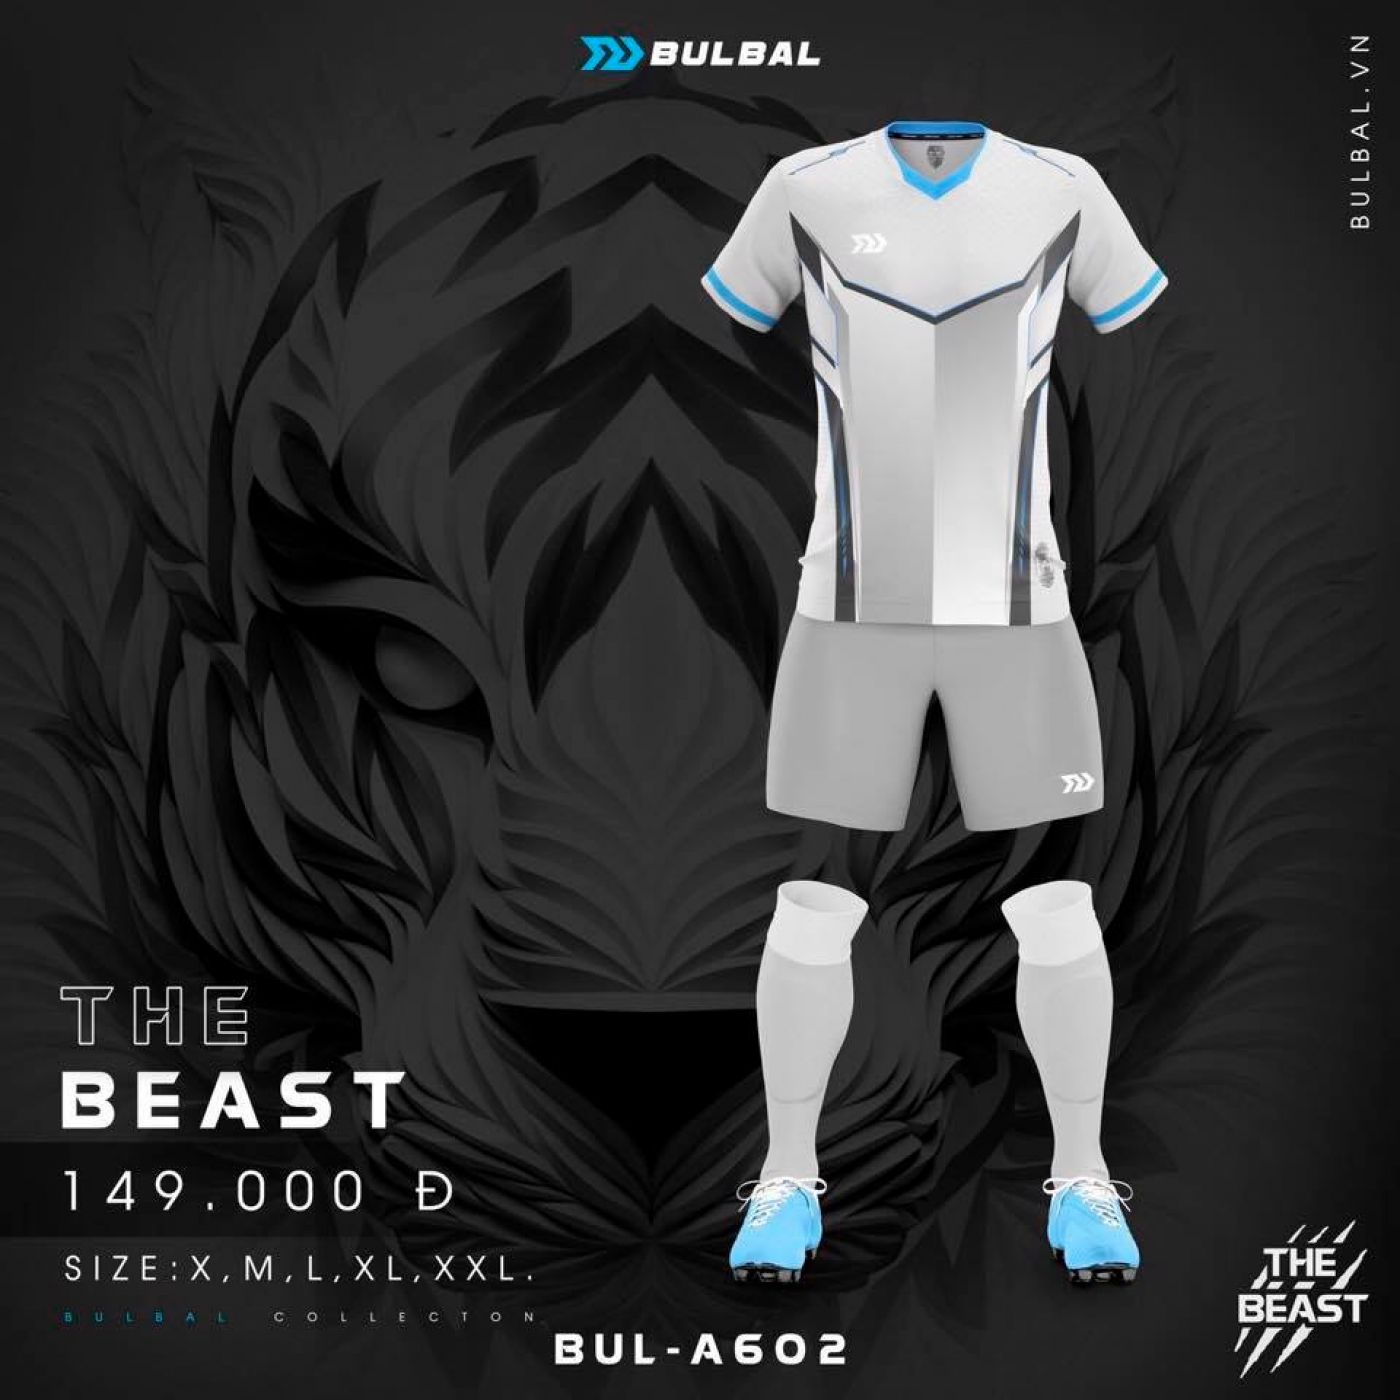 BULBAL
BULBAL.VN
THE
BEAST
149.000 Đ
SIZE:X,M,L,XL,XXL.
BULBAL COLLECTON
BUL-A602
THE
BEAST